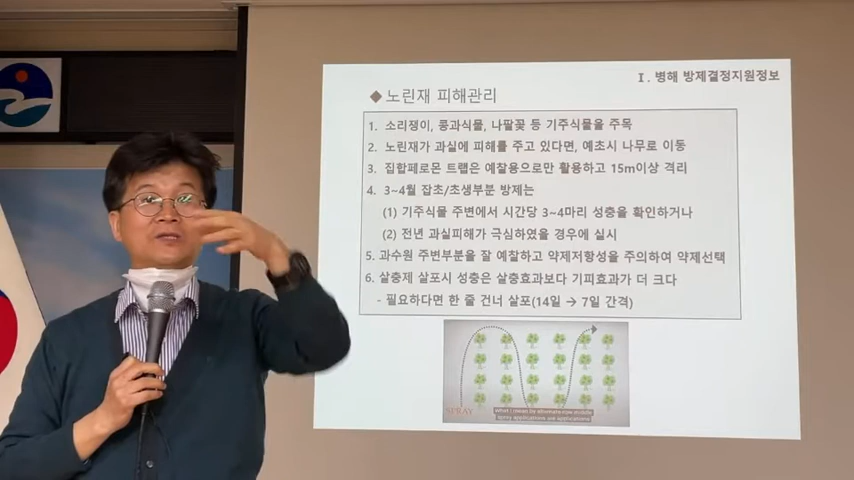 I. 병해 방제결정지원정보
◆ 노린재 피해관리
1. 소리쟁이, 콩과식물, 나팔꽃 등 기주식물을 주목
2. 노린재가 과실에 피해를 주고 있다면, 예초시 나무로 이동
3. 집합페로몬 트랩은 예찰용으로만 활용하고 15m이상 격리
4. 3~4월 잡초/초생부분 방제는
(1) 기주식물 주변에서 시간당 3~4마리 성충을 확인하거나
(2) 전년 과실피해가 극심하였을 경우에 실시
5. 과수원 주변부분을 잘 예찰하고 약제저항성을 주의하여 약제선택
6. 살충제 살포시 성충은 살충효과보다 기피효과가 더 크다
- 필요하다면 한 줄 건너 살포(14일 → 7일 간격)
SPRAY
What I mean by alternate row middle
spray applications are applications